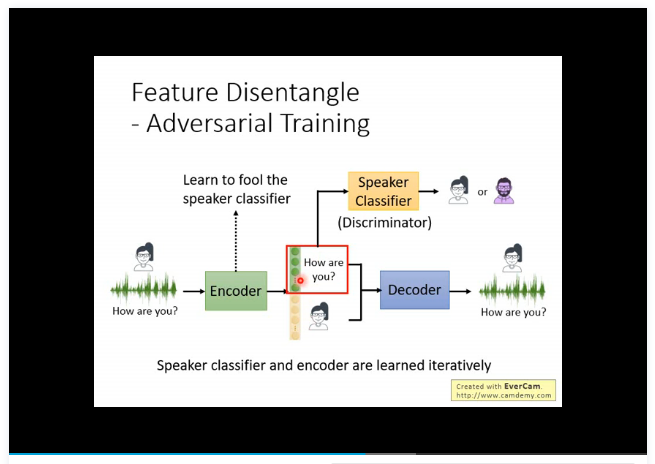 Feature Disentangle
- Adversarial Training
Learn to fool the
speaker classifier
Speaker
Classifier
or
(Discriminator)
How are
you?
Encoder
Decoder
How are you?
How are you?
Speaker classifier and encoder are learned iteratively
Created with EverCam.
http://www.camdemy.com